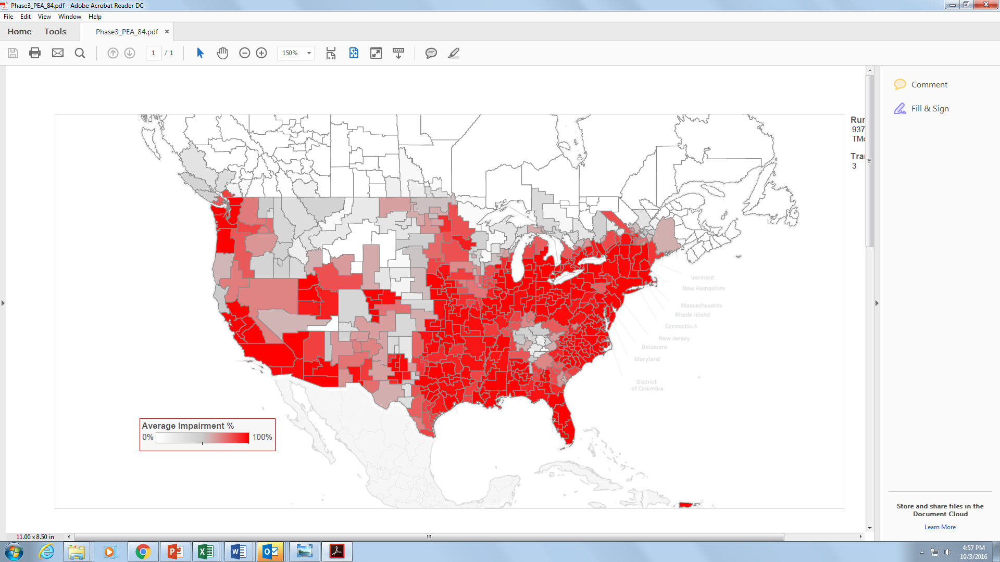 Phase3_PEA_84.pdf - Adobe Acrobat Reader DC
File Edit View Window Help
Home Tools Phase3_PEA_84.pdf ×
1 / 1 150%
Comment
Fill & Sign
Rur
937
TMo
Tra
3
Vermont
New Hampshire
Massachusetts
Rhode Island
Connecticut
New Jersey
Delaware
Maryland
District
of Columbia
Average Impairment %
0% 100%
Store and share files in the
Document Cloud
Learn More
11.00 x 8.50 in
4:57 PM
10/3/2016